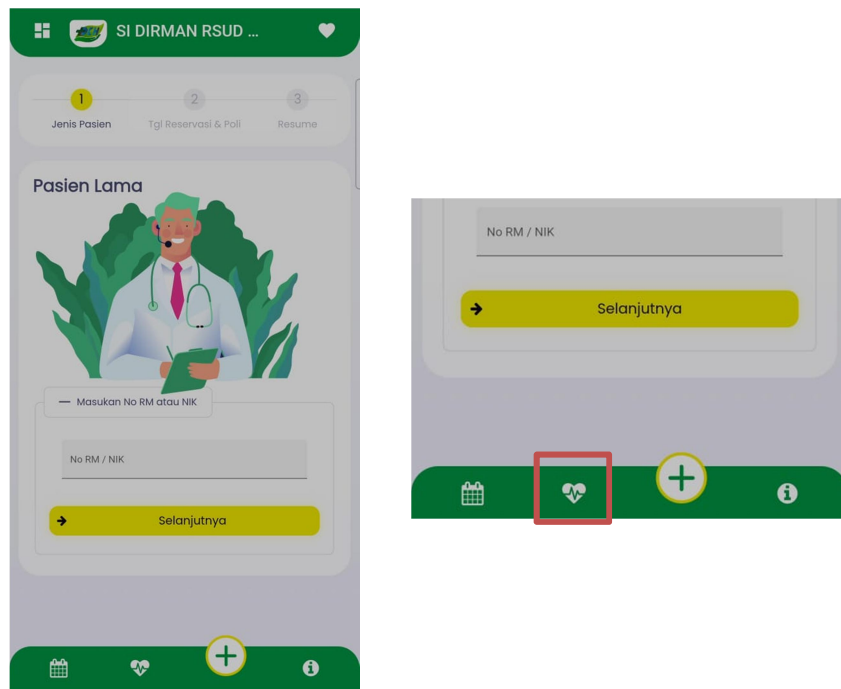 SI DIRMAN RSUD ...
1
2
3
Jenis Pasien
Tgl Reservasi & Poli
Resume
Pasien Lama
Masukan No RM atau NIK
No RM / NIK
Selanjutnya
No RM / NIK
Selanjutnya